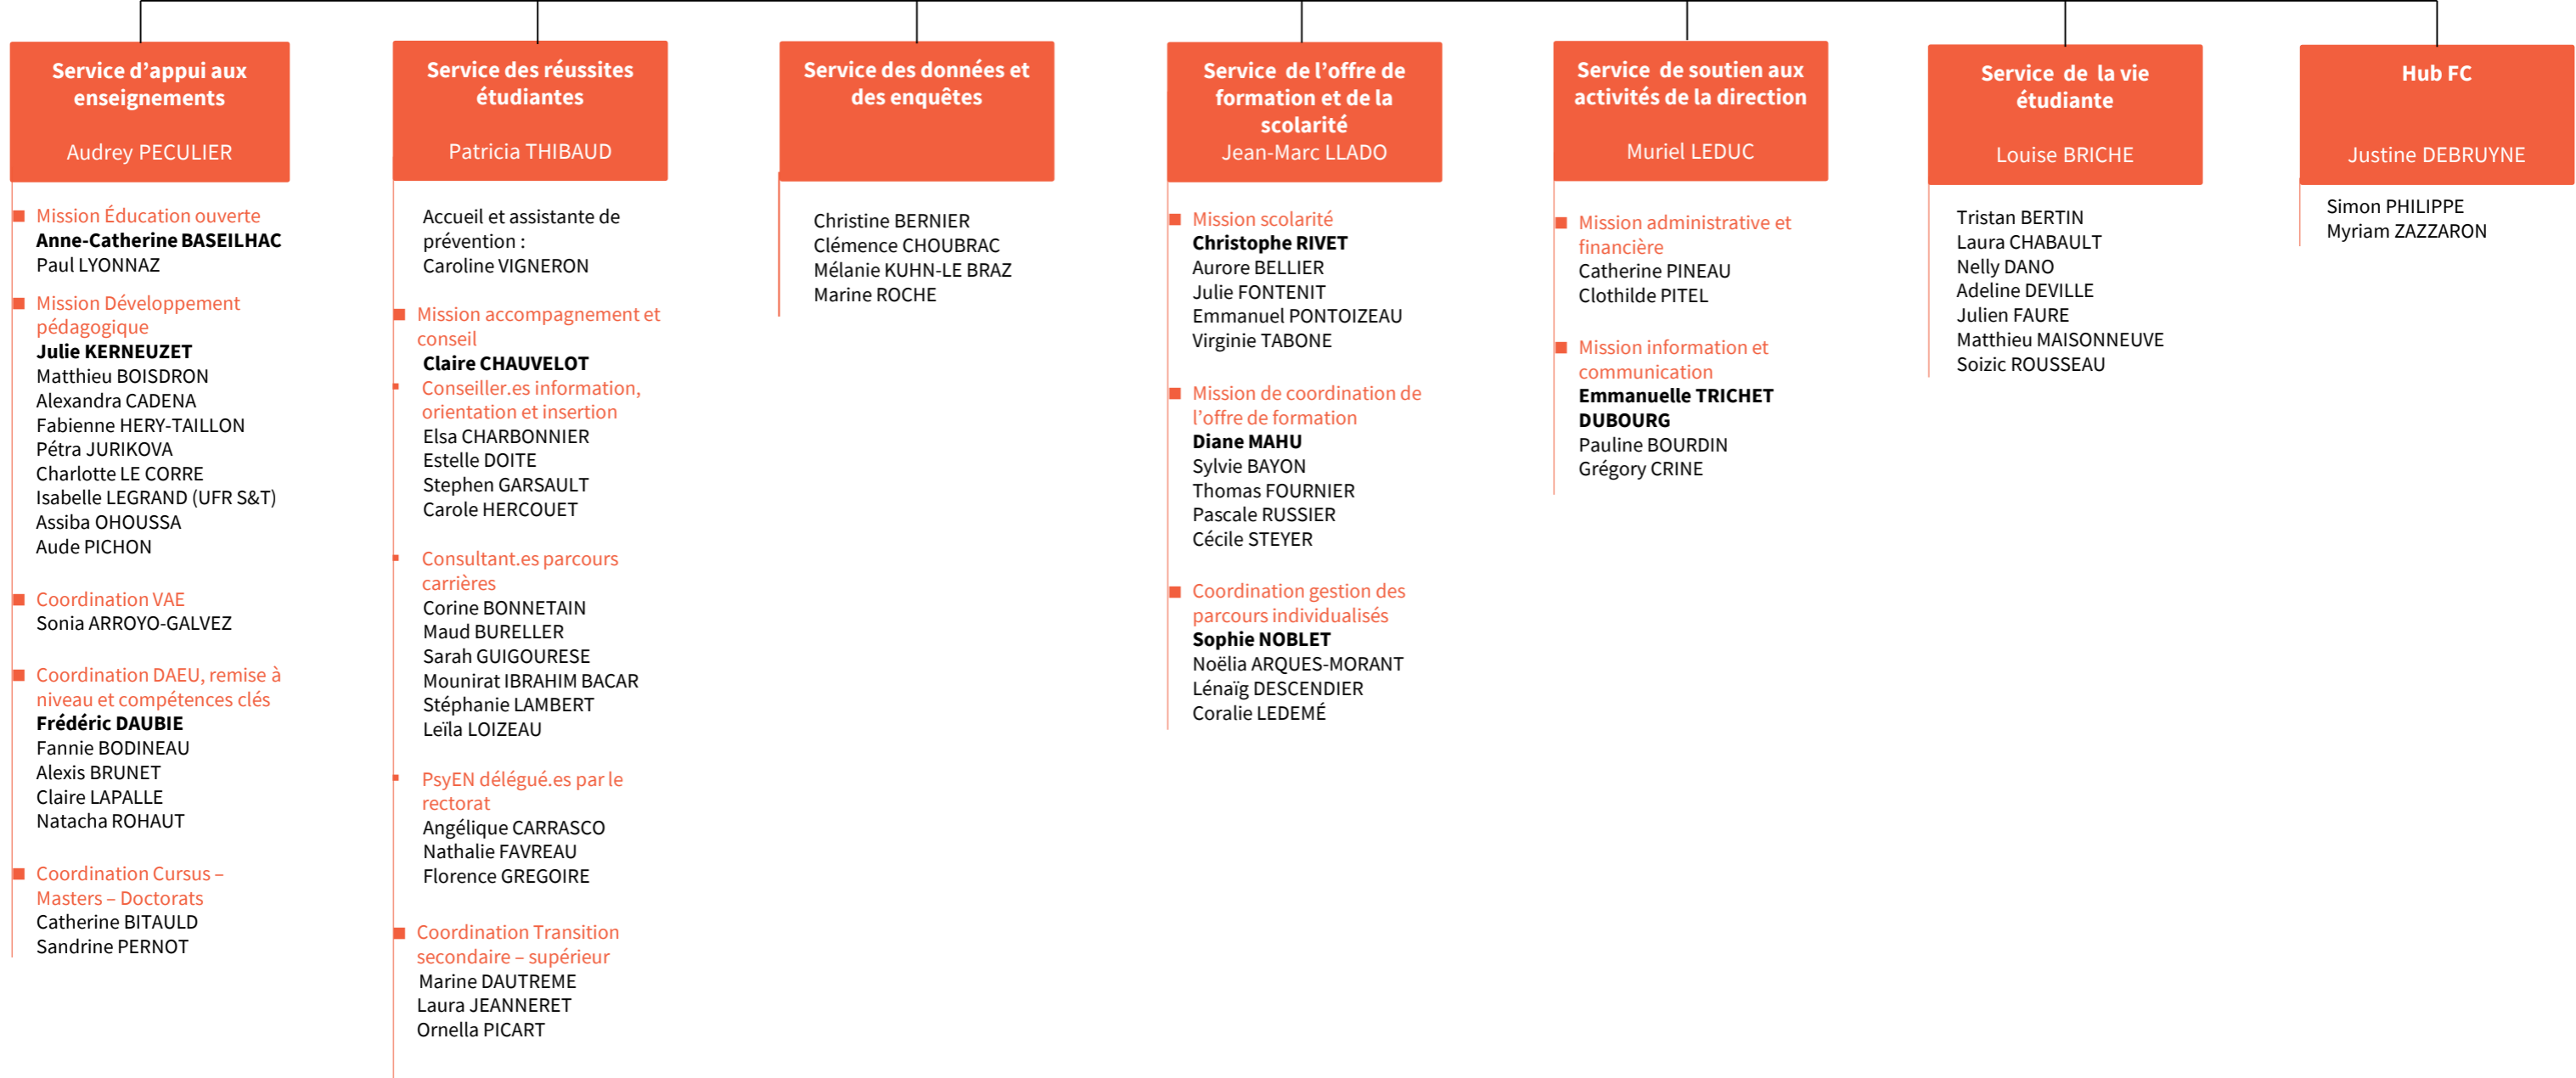 Service d’appui aux
enseignements
Audrey PECULIER
Mission Éducation ouverte
Anne-Catherine BASEILHAC
Paul LYONNAZ
Mission Développement
pédagogique
Julie KERNEUZET
Matthieu BOISDRON
Alexandra CADENA
Fabienne HERY-TAILLON
Pétra JURIKOVA
Charlotte LE CORRE
Isabelle LEGRAND (UFR S&T)
Assiba OHOUSSA
Aude PICHON
Coordination VAE
Sonia ARROYO-GALVEZ
Coordination DAEU, remise à
niveau et compétences clés
Frédéric DAUBIE
Fannie BODINEAU
Alexis BRUNET
Claire LAPALLE
Natacha ROHAUT
Coordination Cursus –
Masters – Doctorats
Catherine BITAULD
Sandrine PERNOT
Service des réussites
étudiantes
Patricia THIBAUD
Accueil et assistante de
prévention :
Caroline VIGNERON
Mission accompagnement et
conseil
Claire CHAUVELOT
Conseiller.es information,
orientation et insertion
Elsa CHARBONNIER
Estelle DOITE
Stephen GARSAULT
Carole HERCOUET
Consultant.es parcours
carrières
Corine BONNETAIN
Maud BURELLER
Sarah GUIGOURESE
Mounirat IBRAHIM BACAR
Stéphanie LAMBERT
Leïla LOIZEAU
PsyEN délégué.es par le
rectorat
Angélique CARRASCO
Nathalie FAVREAU
Florence GREGOIRE
Coordination Transition
secondaire – supérieur
Marine DAUTREME
Laura JEANNERET
Ornella PICART
Service des données et
des enquêtes
Christine BERNIER
Clémence CHOUBRAC
Mélanie KUHN-LE BRAZ
Marine ROCHE
Service de l’offre de
formation et de la
scolarité
Jean-Marc LLADO
Mission scolarité
Christophe RIVET
Aurore BELLIER
Julie FONTENIT
Emmanuel PONTOIZEAU
Virginie TABONE
Mission de coordination de
l’offre de formation
Diane MAHU
Sylvie BAYON
Thomas FOURNIER
Pascale RUSSIER
Cécile STEYER
Coordination gestion des
parcours individualisés
Sophie NOBLET
Noëlia ARQUES-MORANT
Lénaïg DESCENDIER
Coralie LEDEMÉ
Service de soutien aux
activités de la direction
Muriel LEDUC
Mission administrative et
financière
Catherine PINEAU
Clothilde PITEL
Mission information et
communication
Emmanuelle TRICHET
DUBOURG
Pauline BOURDIN
Grégory CRINE
Service de la vie
étudiante
Louise BRICHE
Tristan BERTIN
Laura CHABAULT
Nelly DANO
Adeline DEVILLE
Julien FAURE
Matthieu MAISONNEUVE
Soizic ROUSSEAU
Hub FC
Justine DEBRUYNE
Simon PHILIPPE
Myriam ZAZZARON